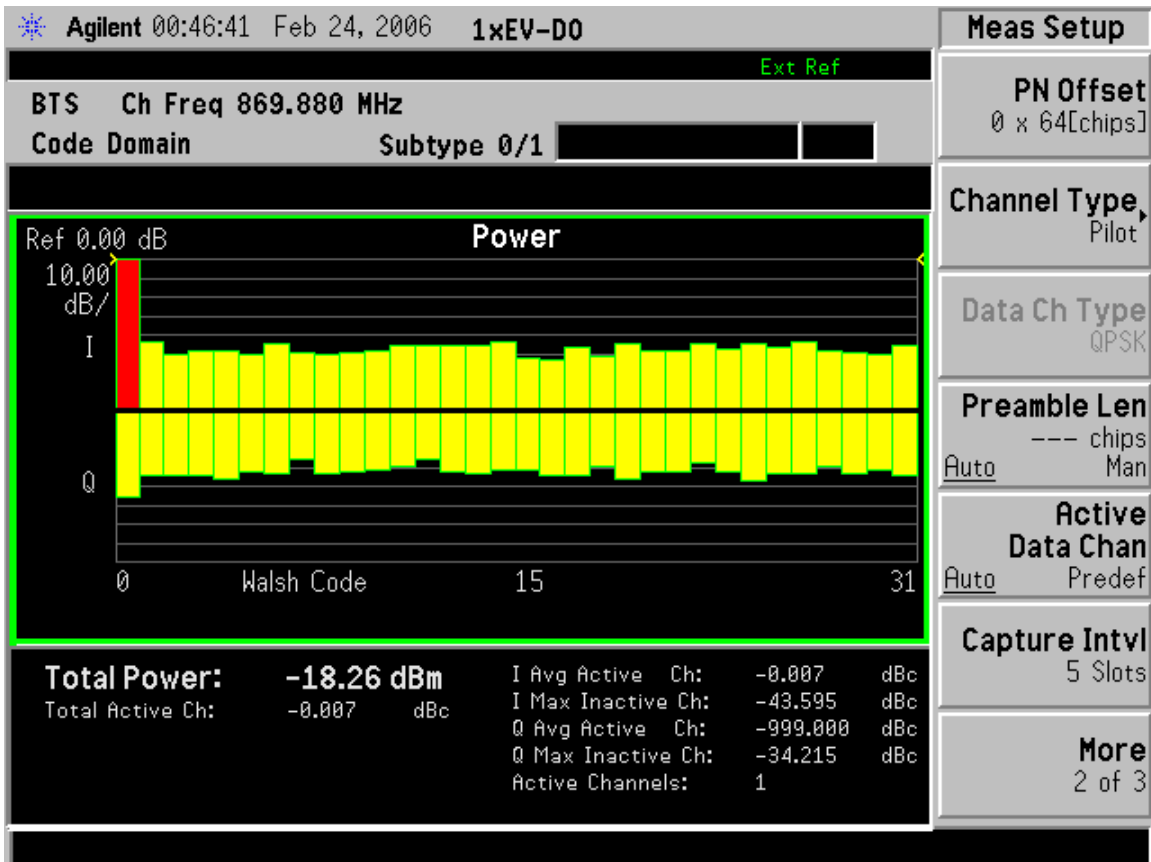 Agilent 00:46:41 Feb 24, 2006 1xEV-DO
Ext Ref
BTS Ch Freq 869.880 MHz
Code Domain Subtype 0/1
Ref 0.00 dB Power
10.00
dB/
I
Q
0 Walsh Code 15 31
Total Power: -18.26 dBm
Total Active Ch: -0.007 dBc
I Avg Active Ch: -0.007 dBc
I Max Inactive Ch: -43.595 dBc
Q Avg Active Ch: -999.000 dBc
Q Max Inactive Ch: -34.215 dBc
Active Channels: 1
Meas Setup
PN Offset
0 x 64[chips]
Channel Type
Pilot
Data Ch Type
QPSK
Preamble Len
--- chips
Auto Man
Active
Data Chan
Auto Predef
Capture Intvl
5 Slots
More
2 of 3